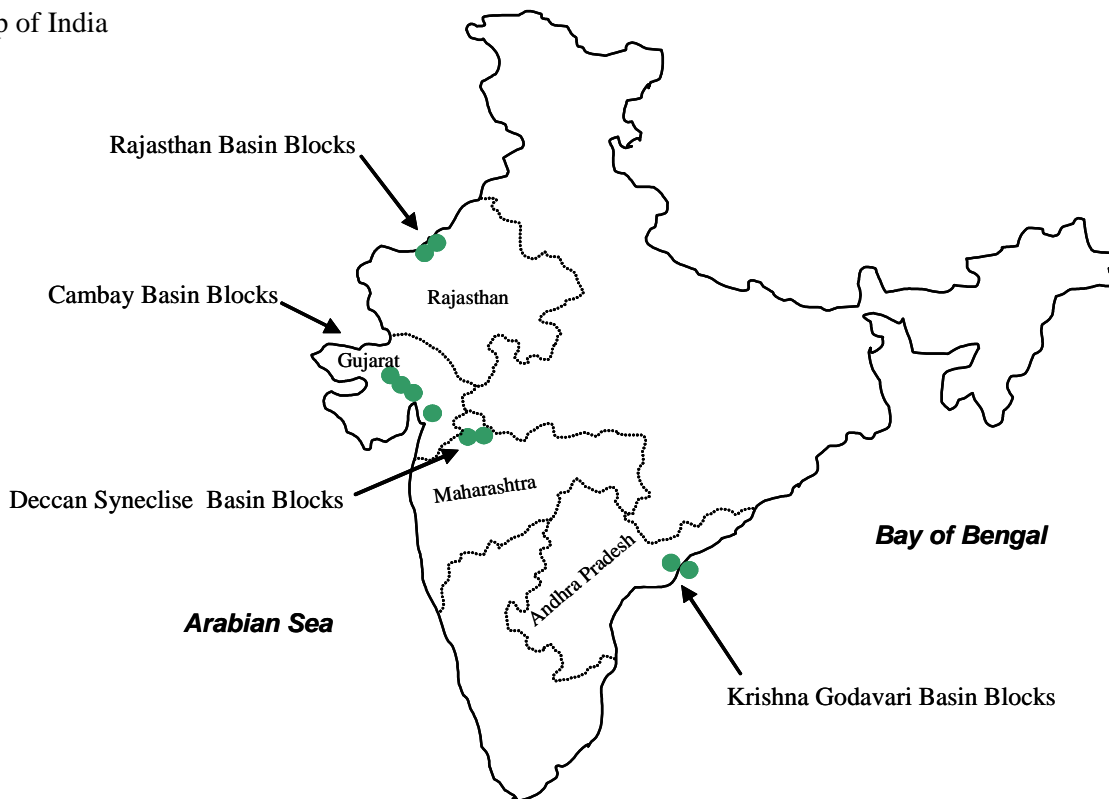 p of India
Rajasthan Basin Blocks
Cambay Basin Blocks
Rajasthan
Gujarat
Maharashtra
Deccan Syneclise Basin Blocks
Bay of Bengal
Andhra Pradesh
Arabian Sea
Krishna Godavari Basin Blocks